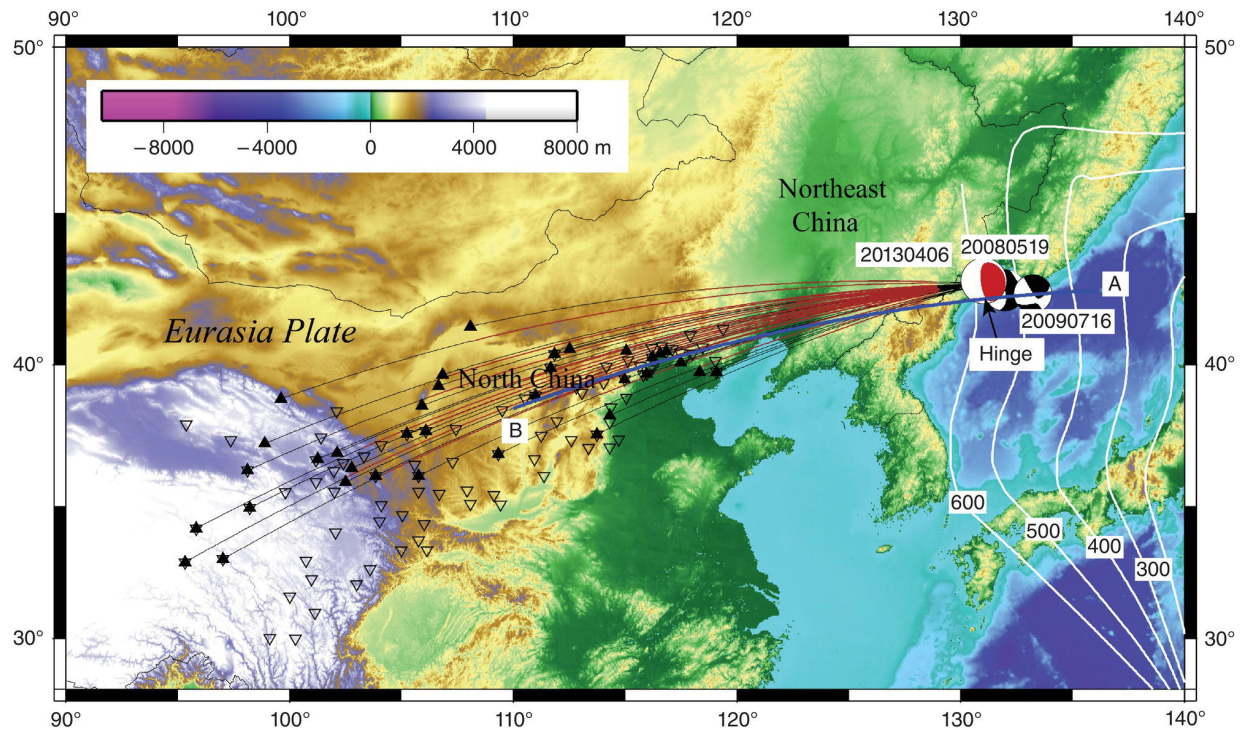 90° 100° 110° 120° 130° 140°
50° 50°
−8000 −4000 0 4000 8000 m
Northeast
China
20130406 20080519
A
20090716
Eurasia Plate
Hinge
40° 40°
North China
B
600
500
400
300
30° 30°
90° 100° 110° 120° 130° 140°